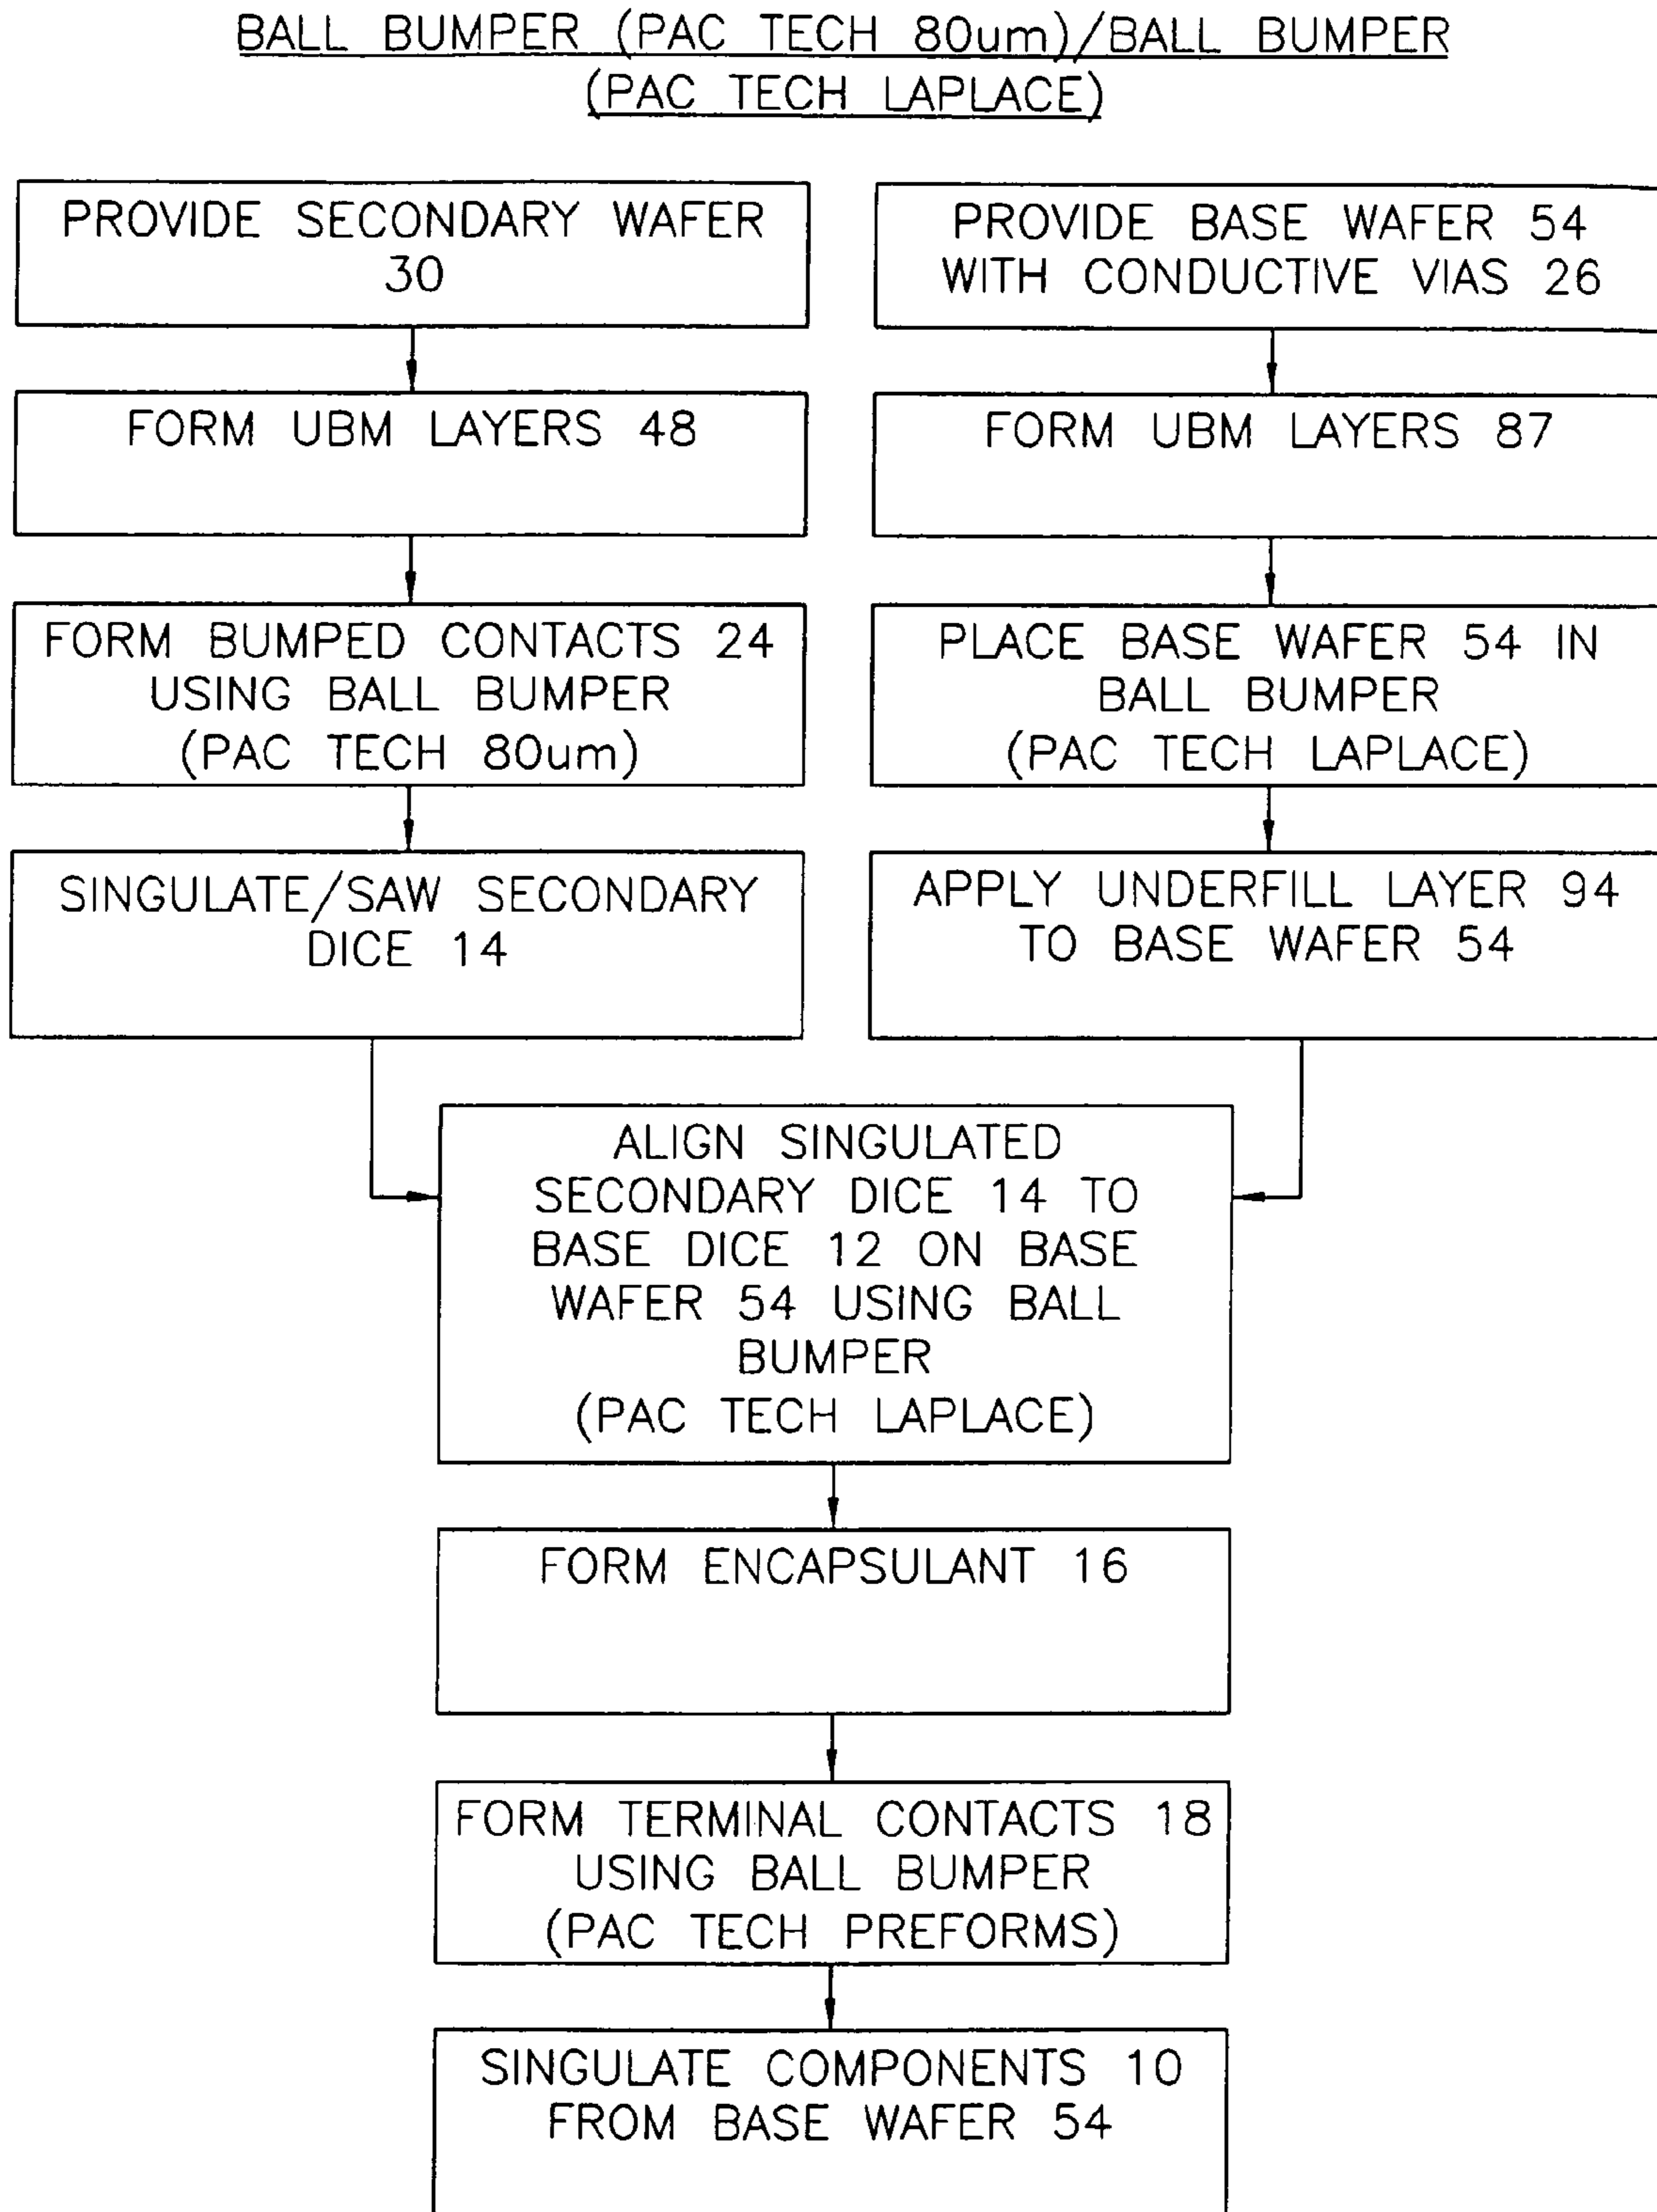 BALL BUMPER (PAC TECH 80um)/BALL BUMPER
(PAC TECH LAPLACE)
PROVIDE SECONDARY WAFER
30
FORM UBM LAYERS 48
FORM BUMPED CONTACTS 24
USING BALL BUMPER
(PAC TECH 80um)
SINGULATE/SAW SECONDARY
DICE 14
PROVIDE BASE WAFER 54
WITH CONDUCTIVE VIAS 26
FORM UBM LAYERS 87
PLACE BASE WAFER 54 IN
BALL BUMPER
(PAC TECH LAPLACE)
APPLY UNDERFILL LAYER 94
TO BASE WAFER 54
ALIGN SINGULATED
SECONDARY DICE 14 TO
BASE DICE 12 ON BASE
WAFER 54 USING BALL
BUMPER
(PAC TECH LAPLACE)
FORM ENCAPSULANT 16
FORM TERMINAL CONTACTS 18
USING BALL BUMPER
(PAC TECH PREFORMS)
SINGULATE COMPONENTS 10
FROM BASE WAFER 54